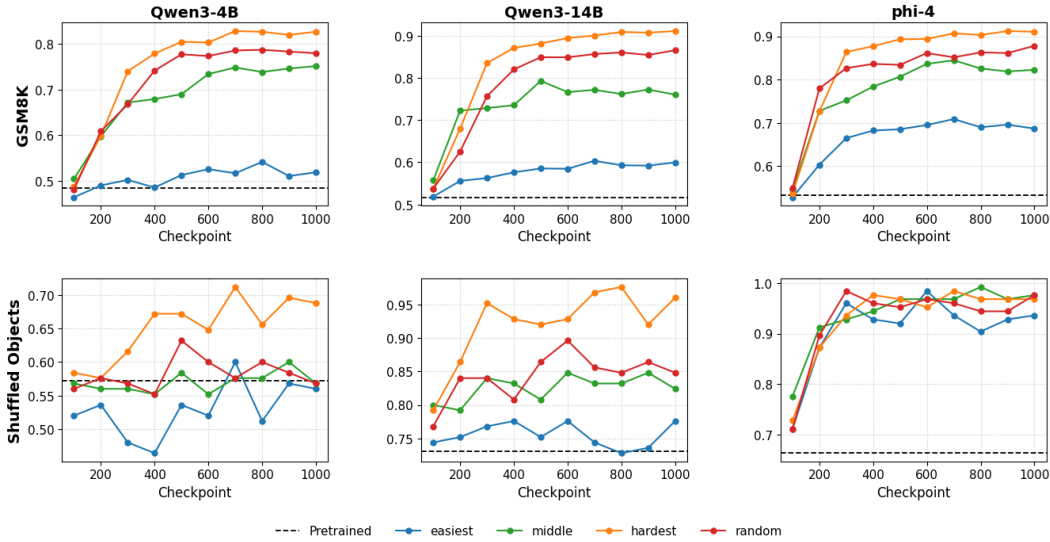 Qwen3-4B
Qwen3-14B
phi-4
GSM8K
0.8
0.7
0.6
0.5
200 400 600 800 1000
Checkpoint
0.9
0.8
0.7
0.6
0.5
200 400 600 800 1000
Checkpoint
0.9
0.8
0.7
0.6
200 400 600 800 1000
Checkpoint
Shuffled Objects
0.70
0.65
0.60
0.55
0.50
200 400 600 800 1000
Checkpoint
0.95
0.90
0.85
0.80
0.75
200 400 600 800 1000
Checkpoint
1.0
0.9
0.8
0.7
200 400 600 800 1000
Checkpoint
Pretrained easiest middle hardest random